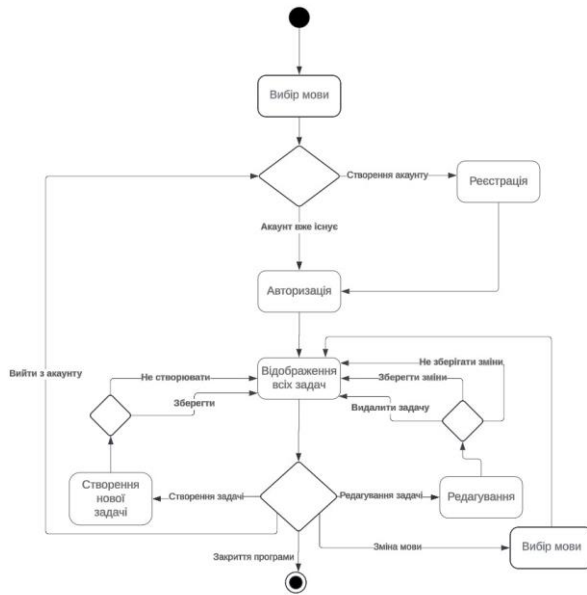 Вибір мови
Створення акаунту
Реєстрація
Акаунт вже існує
Авторизація
Не зберігати зміни
Вийти з акаунту
Не створювати
Відображення
всіх задач
Зберегти зміни
Зберегти
Видалити задачу
Створення
нової
задачі
Створення задачі
Редагування задачі
Редагування
Зміна мови
Вибір мови
Закриття програми